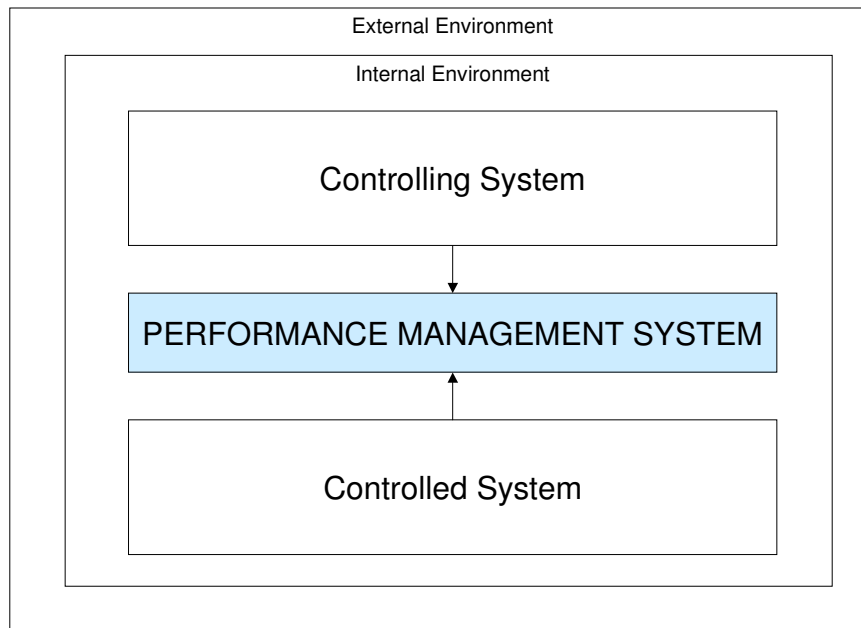 External Environment
Internal Environment
Controlling System
PERFORMANCE MANAGEMENT SYSTEM
Controlled System